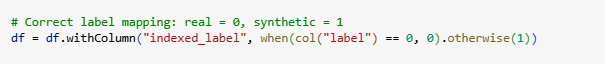 # Correct label mapping: real = 0, synthetic = 1
df = df.withColumn("indexed_label", when(col("label") == 0, 0).otherwise(1))